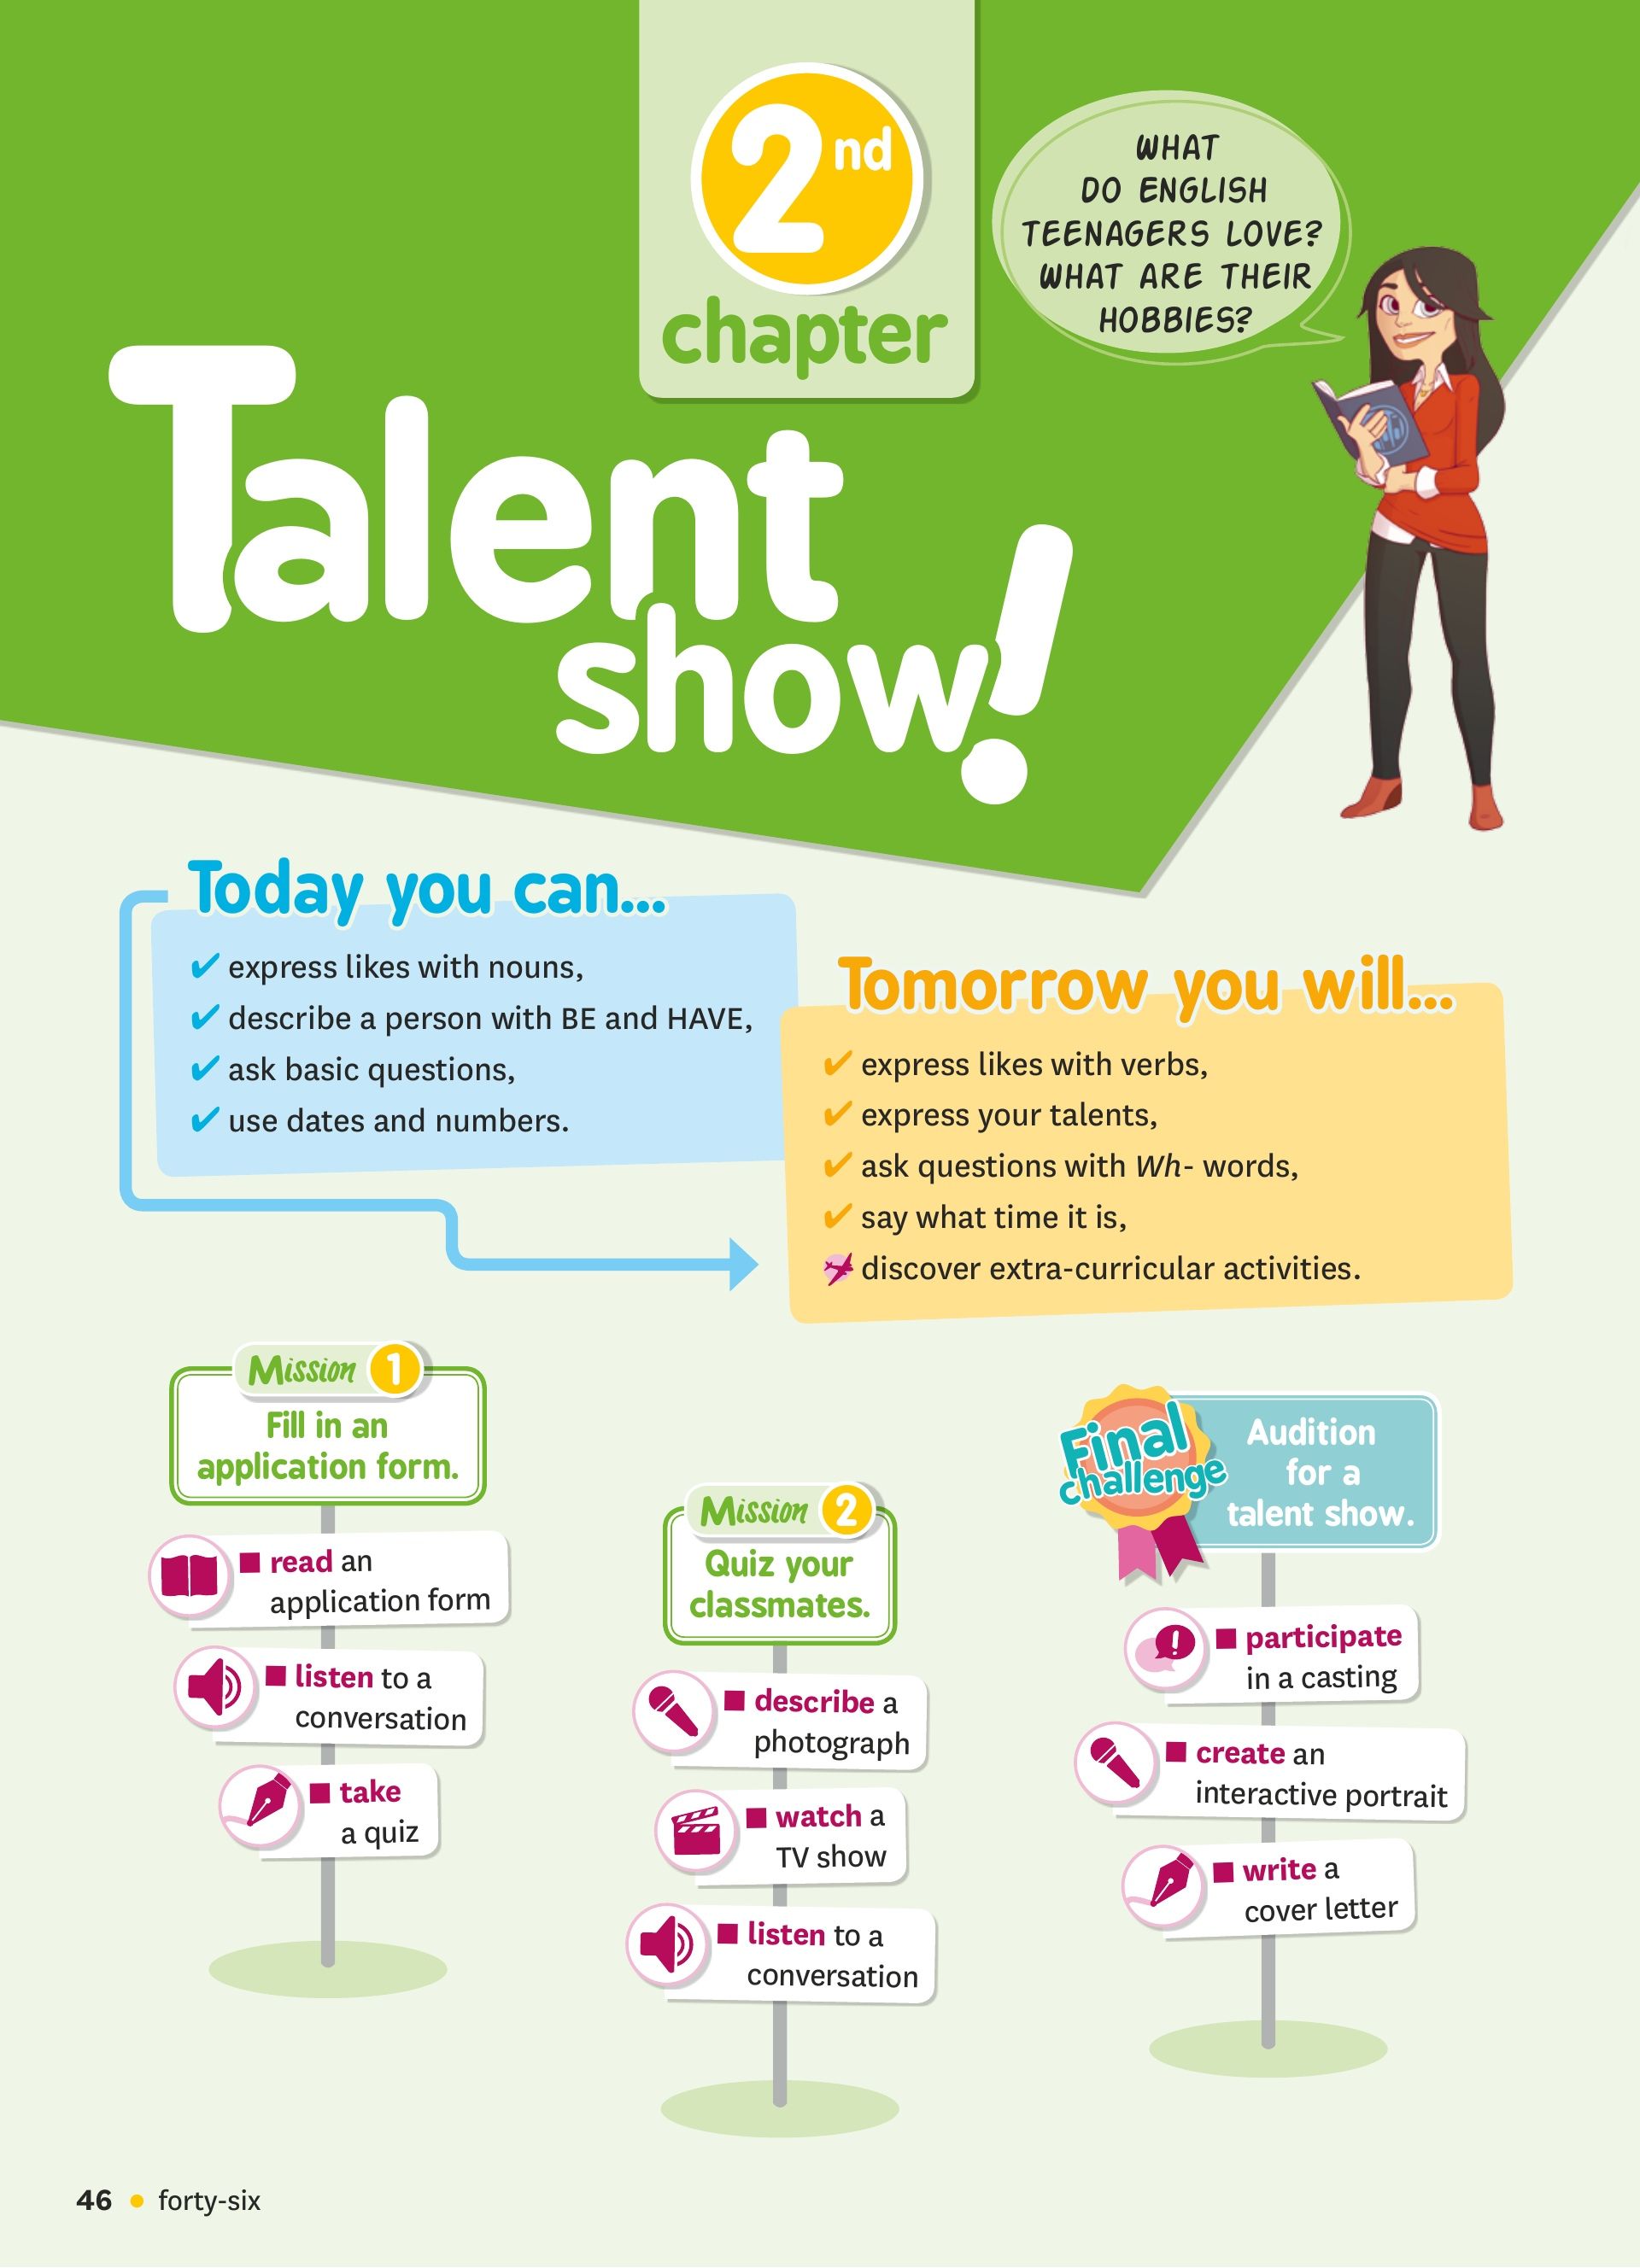 2nd
chapter
WHAT
DO ENGLISH
TEENAGERS LOVE?
WHAT ARE THEIR
HOBBIES?
Talent
show!
Today you can...
✔ express likes with nouns,
✔ describe a person with BE and HAVE,
✔ ask basic questions,
✔ use dates and numbers.
Tomorrow you will...
✔ express likes with verbs,
✔ express your talents,
✔ ask questions with Wh- words,
✔ say what time it is,
discover extra-curricular activities.
Mission 1
Fill in an
application form.
■ read an
application form
■ listen to a
conversation
■ take
a quiz
Mission 2
Quiz your
classmates.
■ describe a
photograph
■ watch a
TV show
■ listen to a
conversation
Final
challenge
Audition
for a
talent show.
■ participate
in a casting
■ create an
interactive portrait
■ write a
cover letter
46 • forty-six